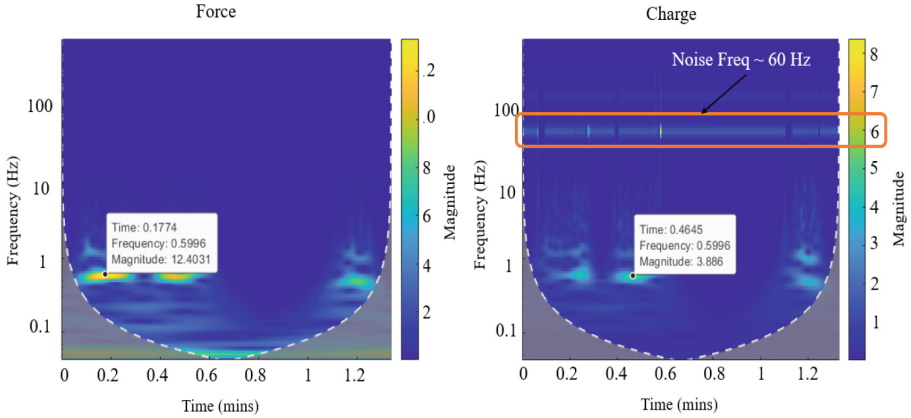 Force
Frequency (Hz)
100
10
1
0.1
0
0.2
0.4
0.6
0.8
1
1.2
Time (mins)
Time: 0.1774
Frequency: 0.5996
Magnitude: 12.4031
.2
.0
8
6
4
2
Magnitude
Charge
Noise Freq ~ 60 Hz
Frequency (Hz)
100
10
1
0.1
0
0.2
0.4
0.6
0.8
1
1.2
Time (mins)
Time: 0.4645
Frequency: 0.5996
Magnitude: 3.886
8
7
6
5
4
3
2
1
Magnitude